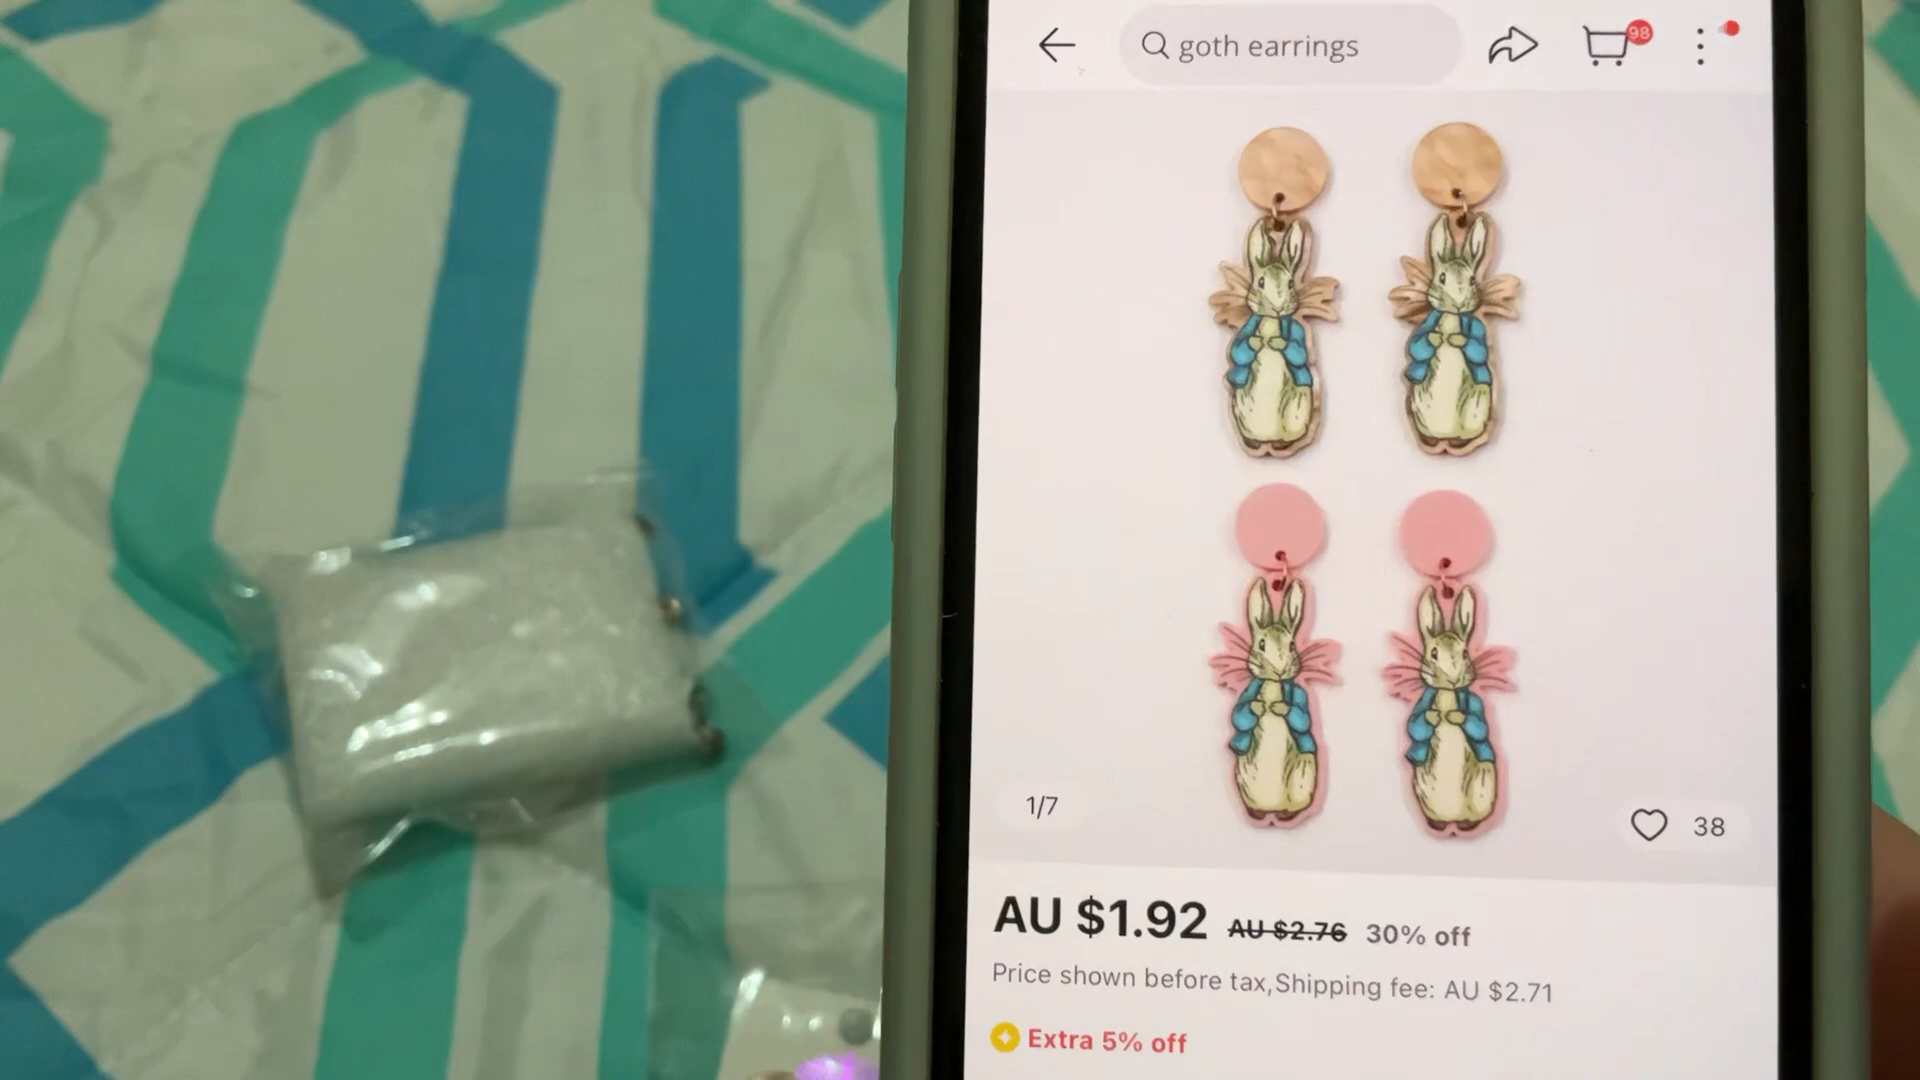 goth earrings
98
1/7
38
AU $1.92 AU $2.76 30% off
Price shown before tax,Shipping fee: AU $2.71
Extra 5% off